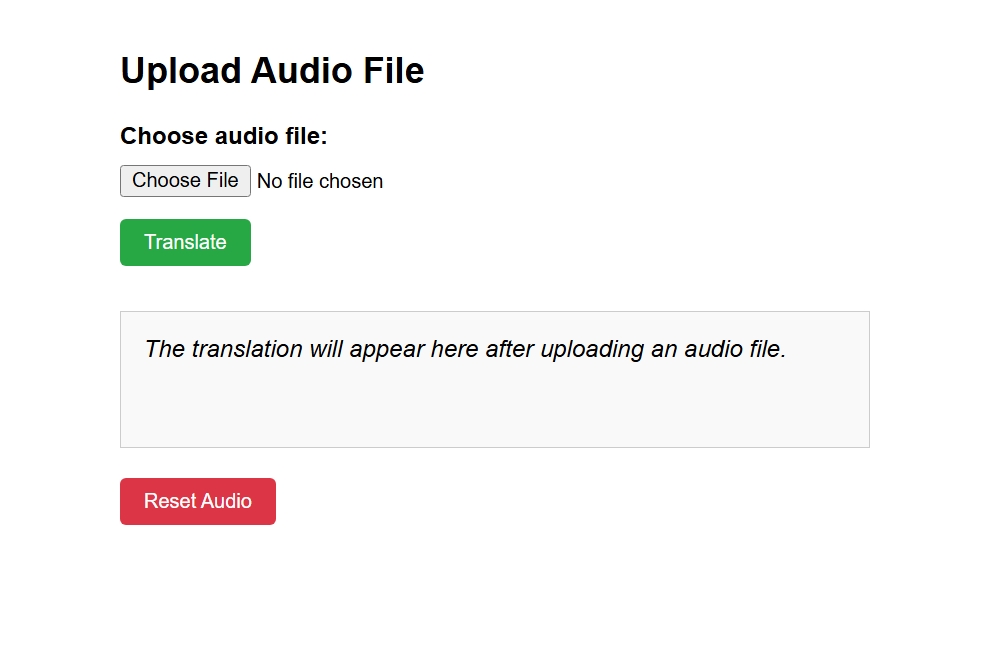 Upload Audio File
Choose audio file:
Choose File No file chosen
Translate
The translation will appear here after uploading an audio file.
Reset Audio